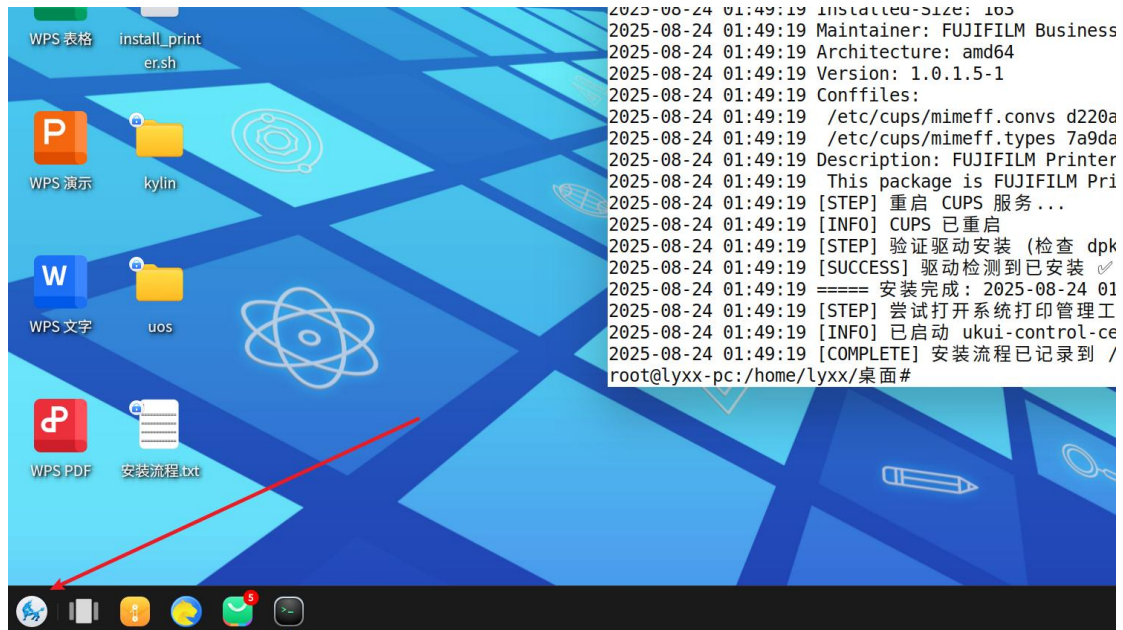 WPS 表格
install_print
er.sh
WPS 演示
kylin
WPS 文字
uos
WPS PDF
安装流程.txt
2025-08-24 01:49:19 Installed-Size: 163
2025-08-24 01:49:19 Maintainer: FUJIFILM Business
2025-08-24 01:49:19 Architecture: amd64
2025-08-24 01:49:19 Version: 1.0.1.5-1
2025-08-24 01:49:19 Conffiles:
2025-08-24 01:49:19  /etc/cups/mimeff.convs d220a
2025-08-24 01:49:19  /etc/cups/mimeff.types 7a9da
2025-08-24 01:49:19 Description: FUJIFILM Printer
2025-08-24 01:49:19  This package is FUJIFILM Pri
2025-08-24 01:49:19 [STEP] 重启 CUPS 服务...
2025-08-24 01:49:19 [INFO] CUPS 已重启
2025-08-24 01:49:19 [STEP] 验证驱动安装 (检查 dpk
2025-08-24 01:49:19 [SUCCESS] 驱动检测到已安装 ✅
2025-08-24 01:49:19 ===== 安装完成: 2025-08-24 01
2025-08-24 01:49:19 [STEP] 尝试打开系统打印管理工
2025-08-24 01:49:19 [INFO] 已启动 ukui-control-ce
2025-08-24 01:49:19 [COMPLETE] 安装流程已记录到 /
root@lyxx-pc:/home/lyxx/桌面#
5